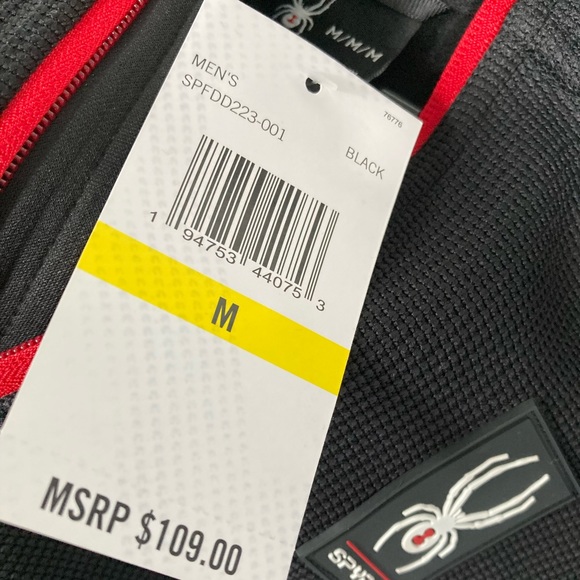 M/M/M
MEN'S
SPFDD223-001
76776
BLACK
1 94753 44075 3
M
MSRP $109.00